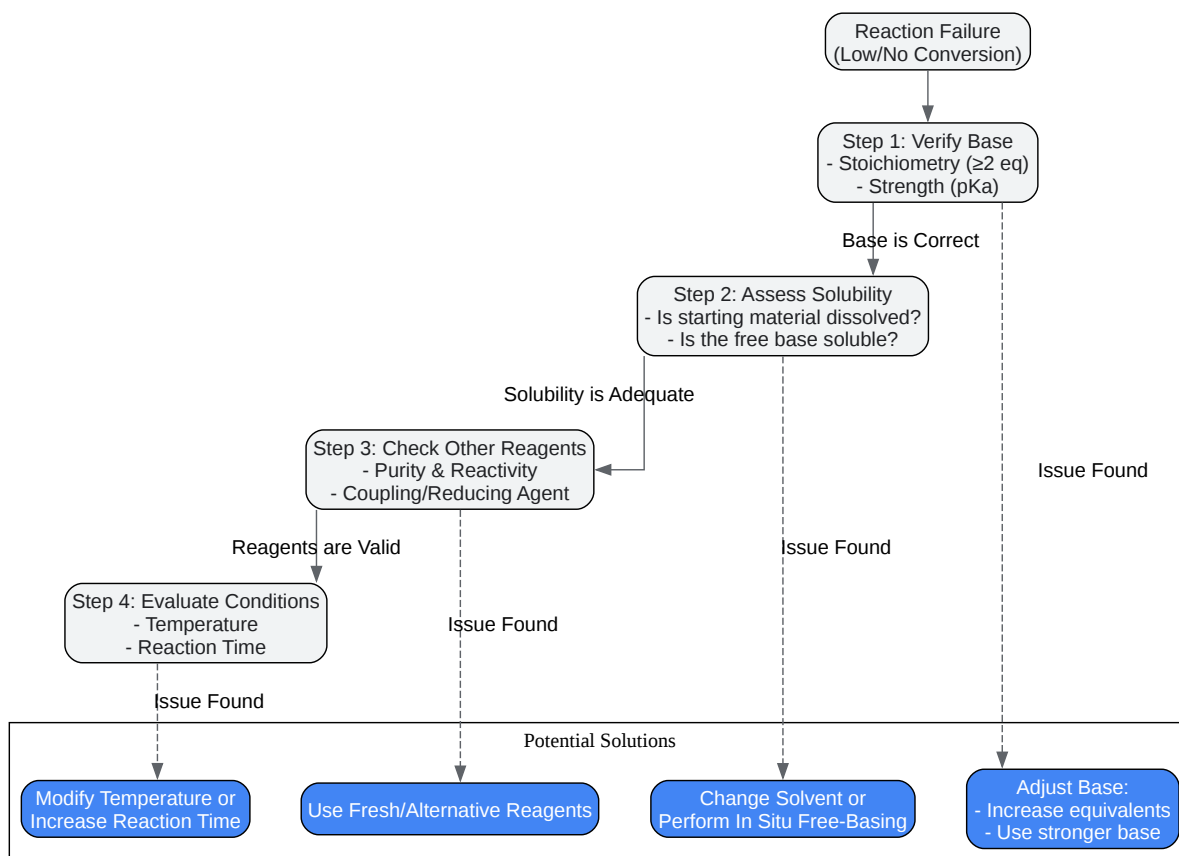 Reaction Failure
(Low/No Conversion)
Step 1: Verify Base
- Stoichiometry (≥2 eq)
- Strength (pKa)
Base is Correct
Step 2: Assess Solubility
- Is starting material dissolved?
- Is the free base soluble?
Solubility is Adequate
Step 3: Check Other Reagents
- Purity & Reactivity
- Coupling/Reducing Agent
Issue Found
Reagents are Valid
Issue Found
Step 4: Evaluate Conditions
- Temperature
- Reaction Time
Issue Found
Issue Found
Potential Solutions
Modify Temperature or
Increase Reaction Time
Use Fresh/Alternative Reagents
Change Solvent or
Perform In Situ Free-Basing
Adjust Base:
- Increase equivalents
- Use stronger base